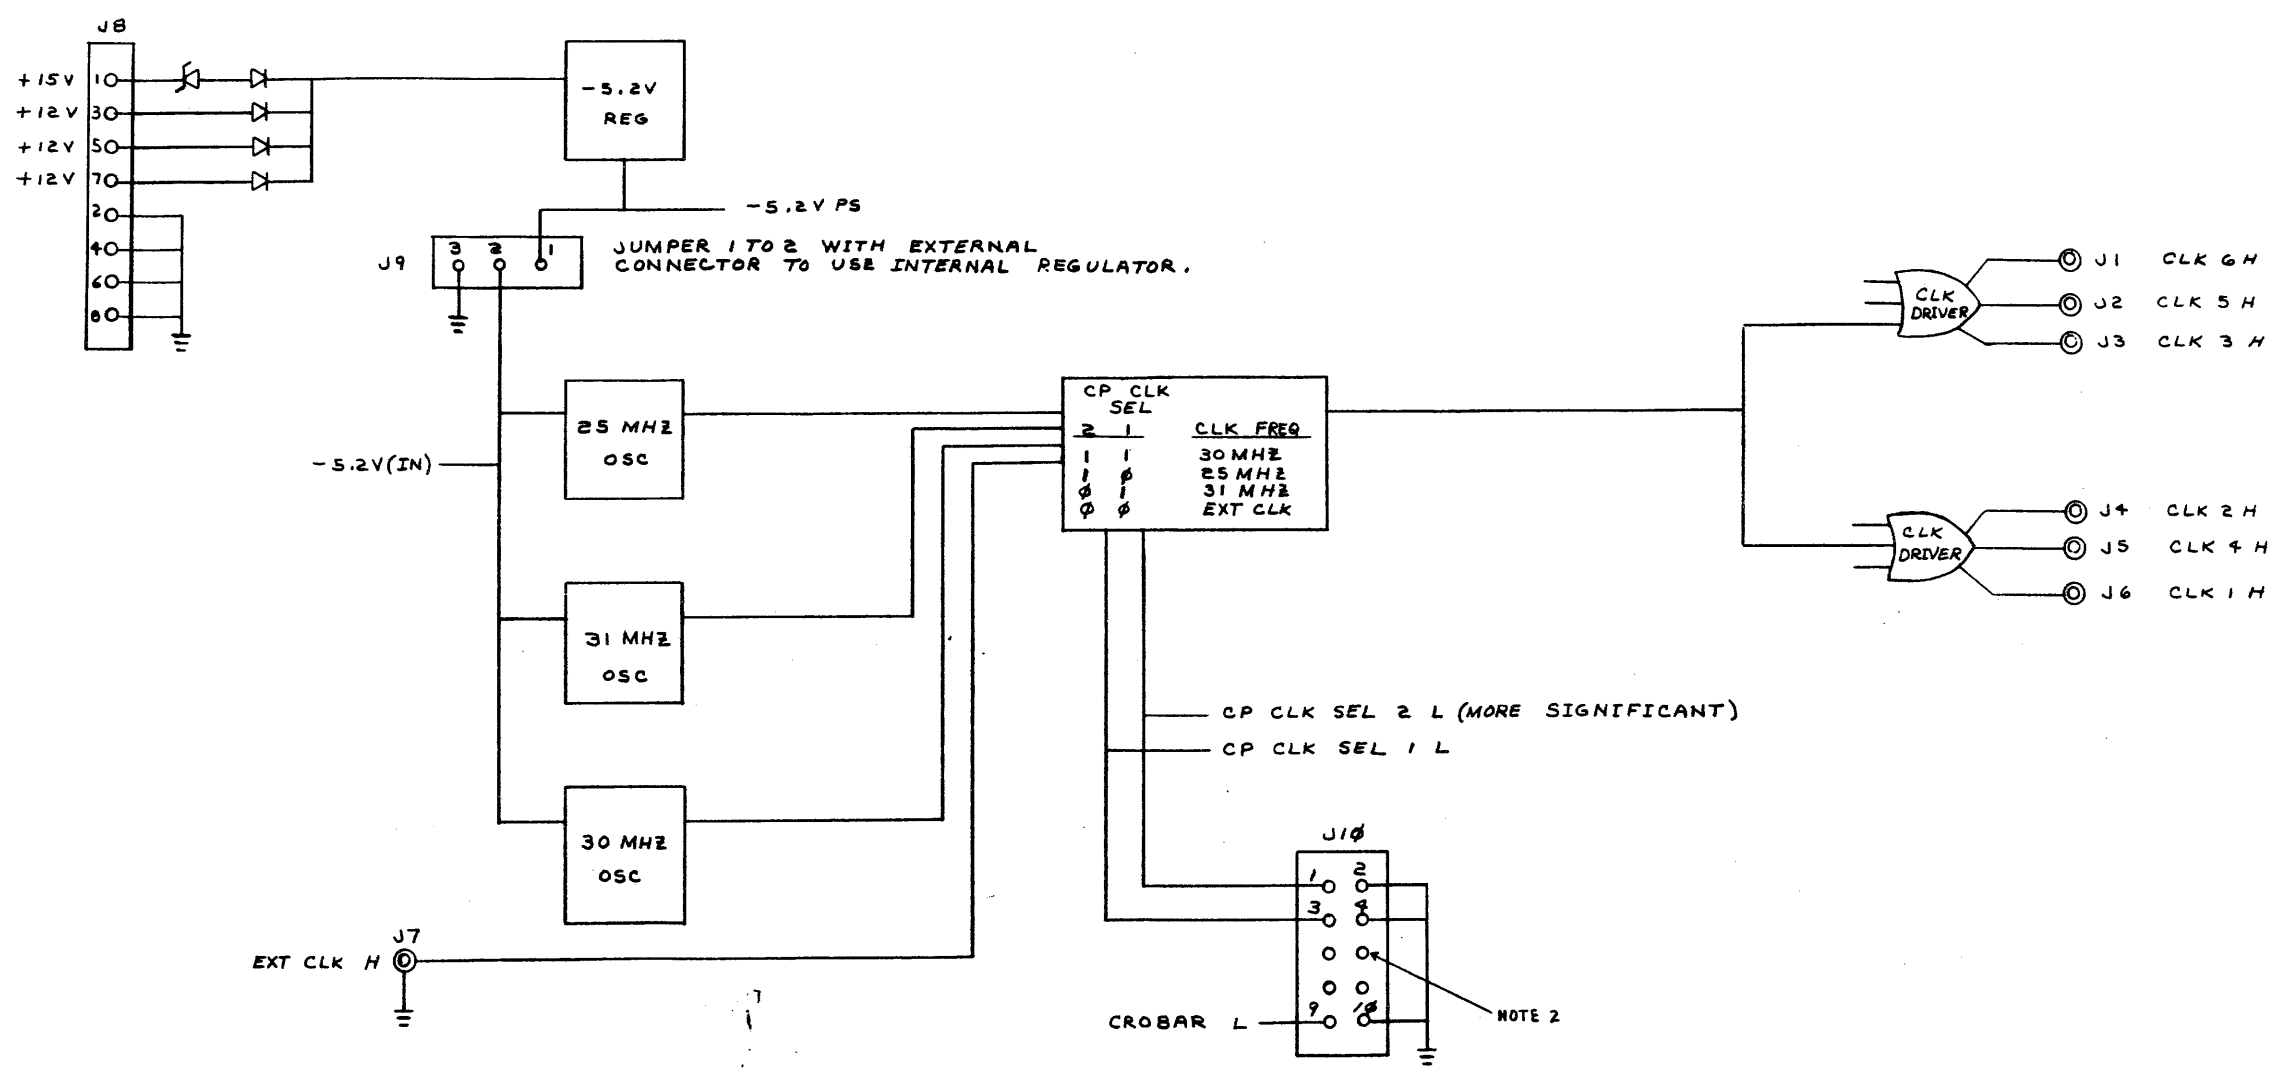 J8
+15V 1
+12V 3
+12V 5
+12V 7
2
4
6
8
-5.2V
REG
-5.2V PS
J9
3 2 1
JUMPER 1 TO 2 WITH EXTERNAL
CONNECTOR TO USE INTERNAL REGULATOR.
-5.2V(IN)
25 MHZ
OSC
31 MHZ
OSC
30 MHZ
OSC
J7
EXT CLK H
CP CLK
SEL
2 1 CLK FREQ
1 1 30 MHZ
1 Ø 25 MHZ
Ø 1 31 MHZ
Ø Ø EXT CLK
CP CLK SEL 2 L (MORE SIGNIFICANT)
CP CLK SEL 1 L
J1Ø
1 2
3 4
9 1Ø
CROBAR L
NOTE 2
CLK
DRIVER
J1 CLK 6 H
J2 CLK 5 H
J3 CLK 3 H
CLK
DRIVER
J4 CLK 2 H
J5 CLK 4 H
J6 CLK 1 H